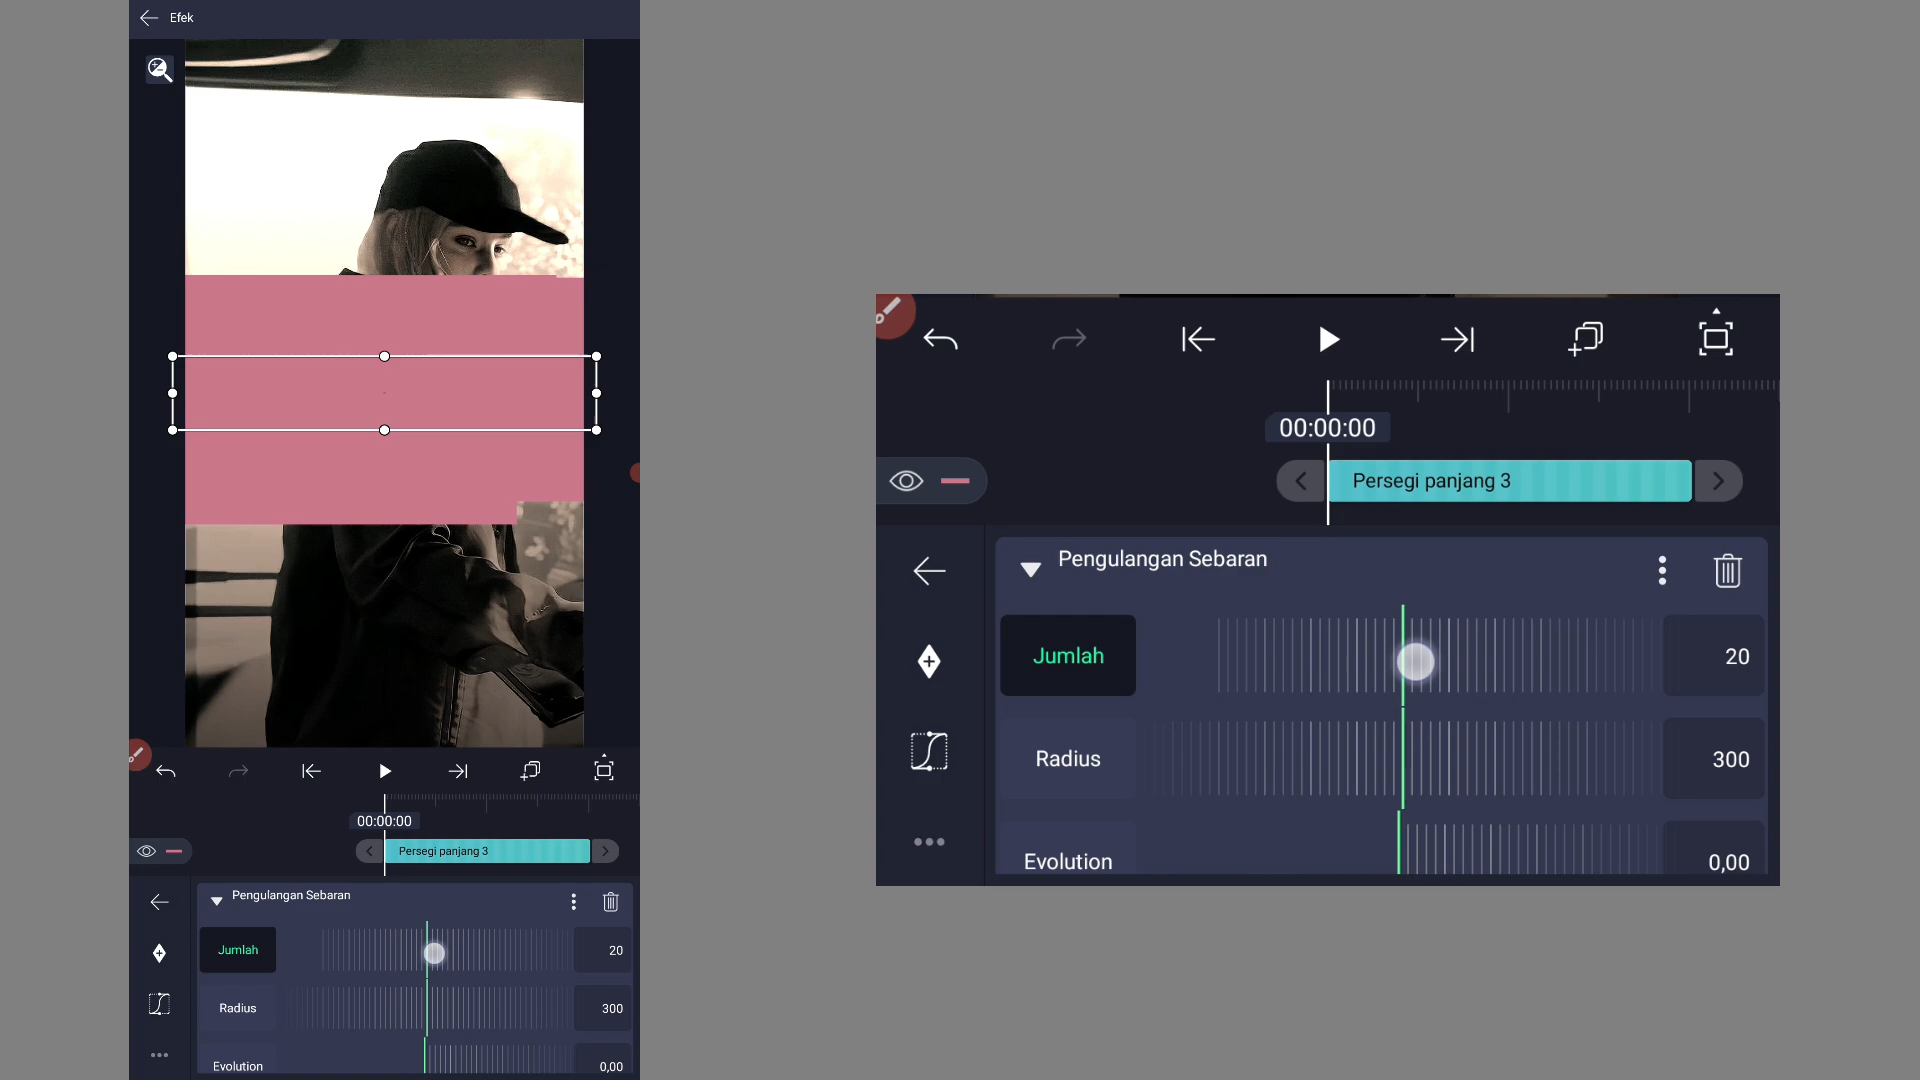 Efek
00:00:00
Persegi panjang 3
Pengulangan Sebaran
Jumlah
20
Radius
300
Evolution
0,00
00:00:00
Persegi panjang 3
Pengulangan Sebaran
Jumlah
20
Radius
300
Evolution
0,00